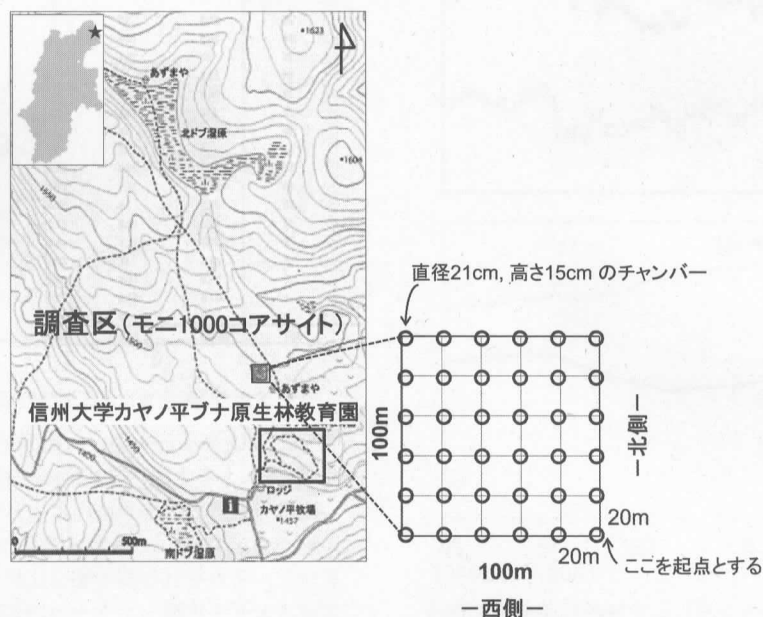 •1623
あずまや
北ドブ湿原
1500
調査区(モニ1000コアサイト)
1500
あずまや
信州大学カヤノ平ブナ原生林教育園
1400
1400
ロッジ
カヤノ平牧場
•1457
南ドブ湿原
0
500m
直径21cm, 高さ15cm のチャンバー
100m
ー北側ー
20m
20m
ここを起点とする
100m
ー西側ー